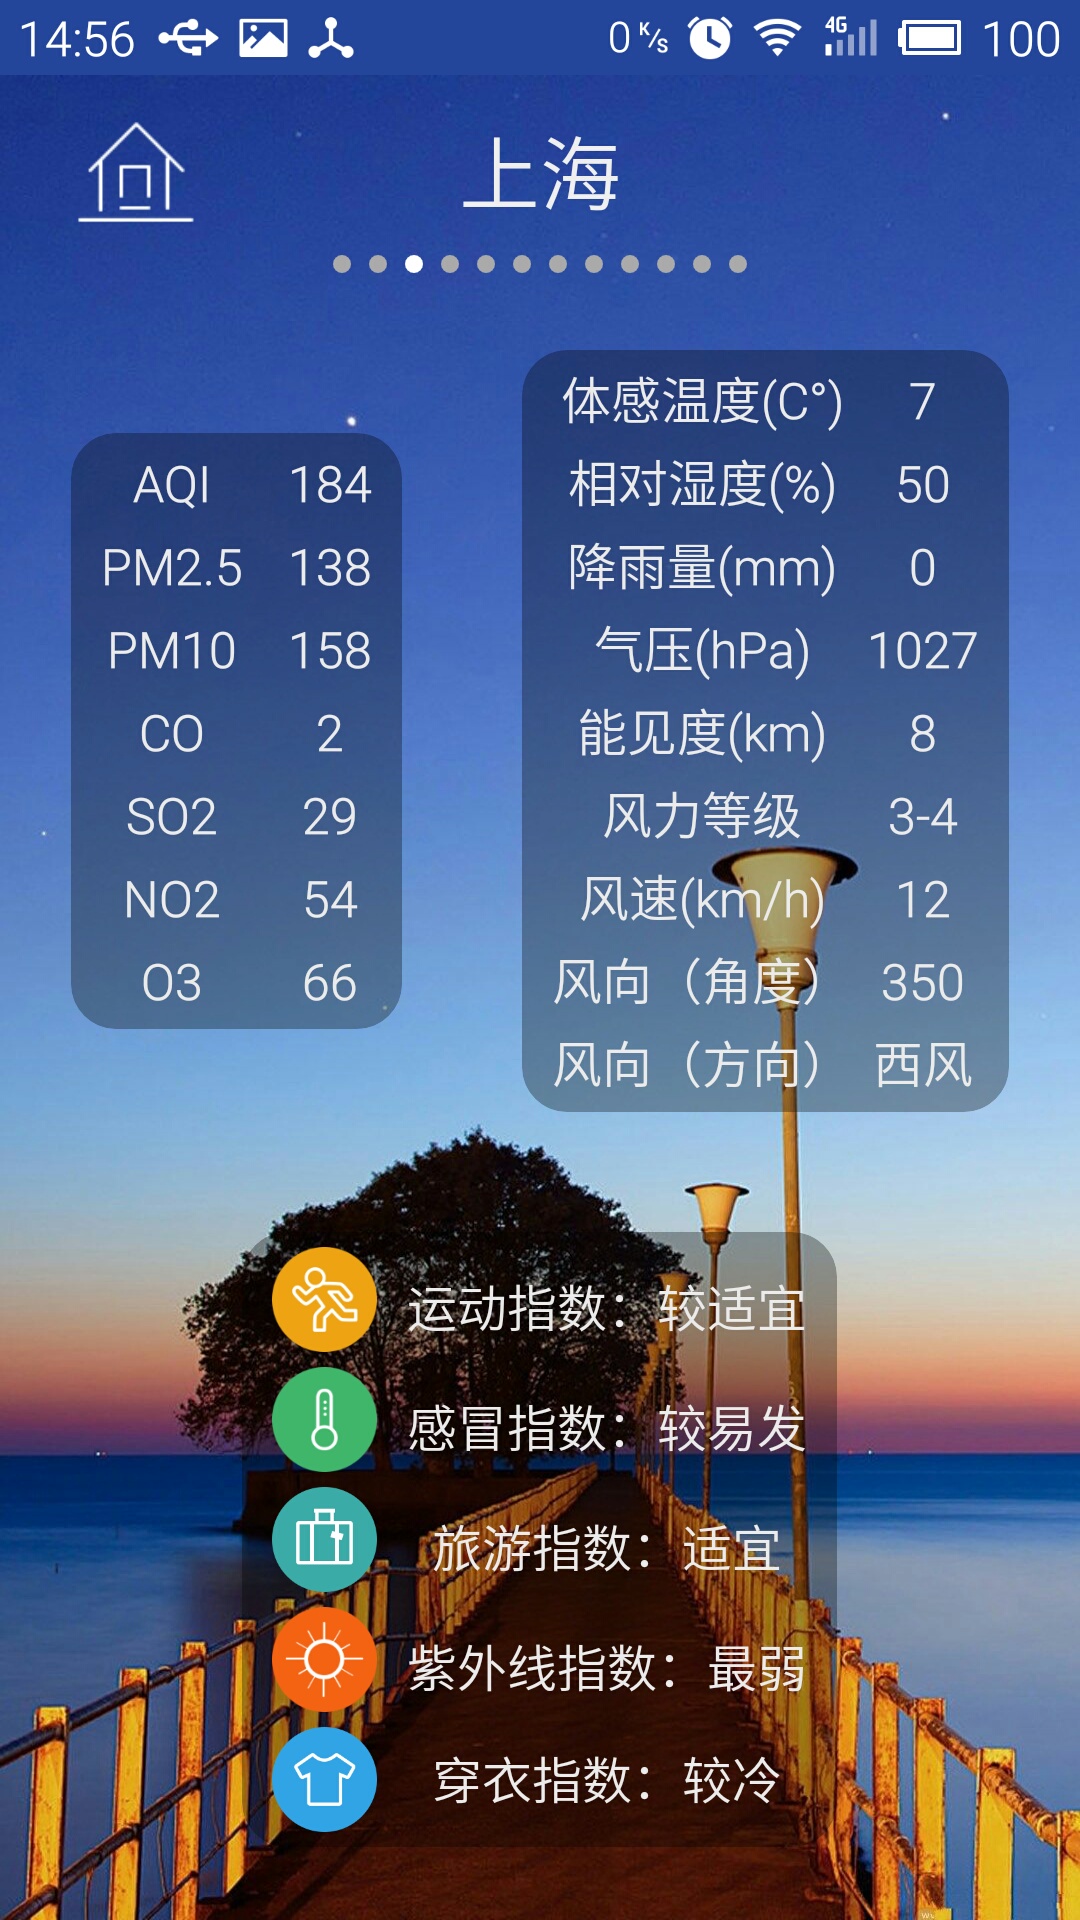 14:56 0 K/s 4G 100
上海
AQI 184
PM2.5 138
PM10 158
CO 2
SO2 29
NO2 54
O3 66
体感温度(C°) 7
相对湿度(%) 50
降雨量(mm) 0
气压(hPa) 1027
能见度(km) 8
风力等级 3-4
风速(km/h) 12
风向（角度） 350
风向（方向） 西风
运动指数：较适宜
感冒指数：较易发
旅游指数：适宜
紫外线指数：最弱
穿衣指数：较冷